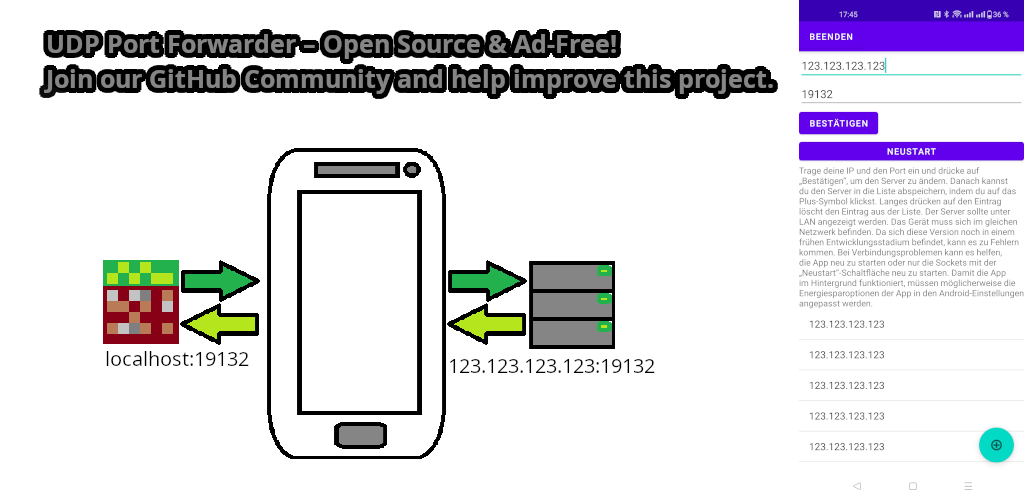 UDP Port Forwarder – Open Source & Ad-Free!
Join our GitHub Community and help improve this project.
localhost:19132
123.123.123.123:19132
17:45
36 %
BEENDEN
123.123.123.123
19132
BESTÄTIGEN
NEUSTART
Trage deine IP und den Port ein und drücke auf
„Bestätigen“, um den Server zu ändern. Danach kannst
du den Server in die Liste abspeichern, indem du auf das
Plus-Symbol klickst. Langes drücken auf den Eintrag
löscht den Eintrag aus der Liste. Der Server sollte unter
LAN angezeigt werden. Das Gerät muss sich im gleichen
Netzwerk befinden. Da sich diese Version noch in einem
frühen Entwicklungsstadium befindet, kann es zu Fehlern
kommen. Bei Verbindungsproblemen kann es helfen,
die App neu zu starten oder nur die Sockets mit der
„Neustart“-Schaltfläche neu zu starten. Damit die App
im Hintergrund funktioniert, müssen möglicherweise die
Energiesparoptionen der App in den Android-Einstellungen
angepasst werden.
123.123.123.123
123.123.123.123
123.123.123.123
123.123.123.123
123.123.123.123